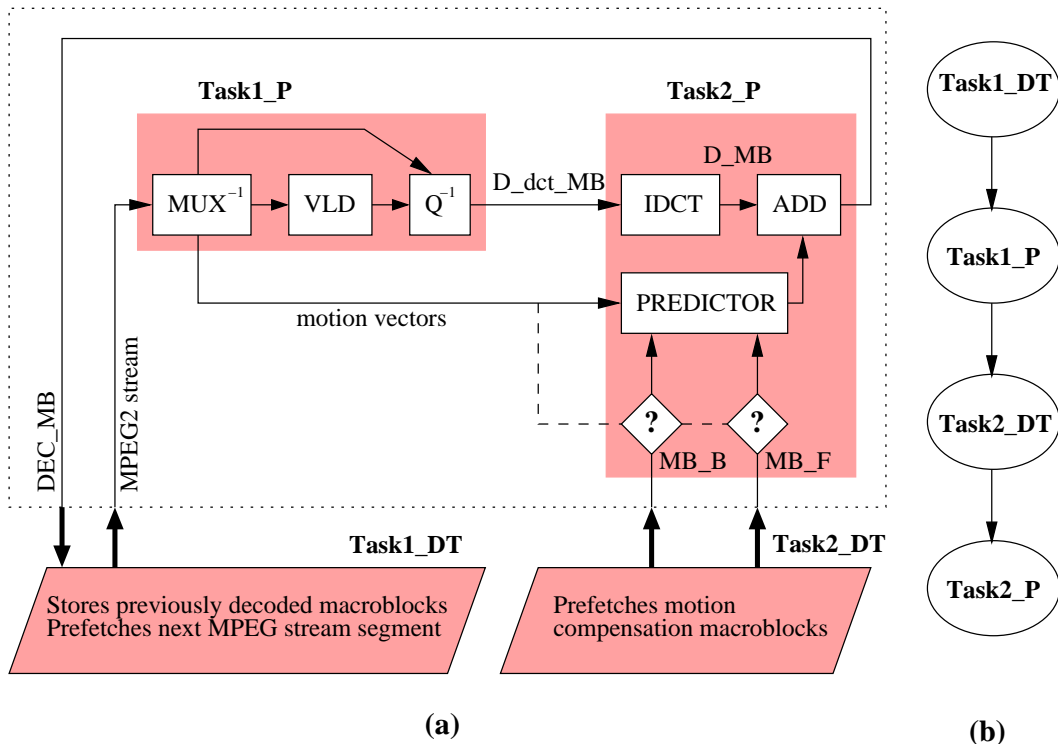 Task1_P
Task2_P
MUX⁻¹
VLD
Q⁻¹
D_dct_MB
IDCT
D_MB
ADD
motion vectors
PREDICTOR
?
?
MB_B
MB_F
DEC_MB
MPEG2 stream
Task1_DT
Stores previously decoded macroblocks
Prefetches next MPEG stream segment
Task2_DT
Prefetches motion
compensation macroblocks
(a)
Task1_DT
Task1_P
Task2_DT
Task2_P
(b)